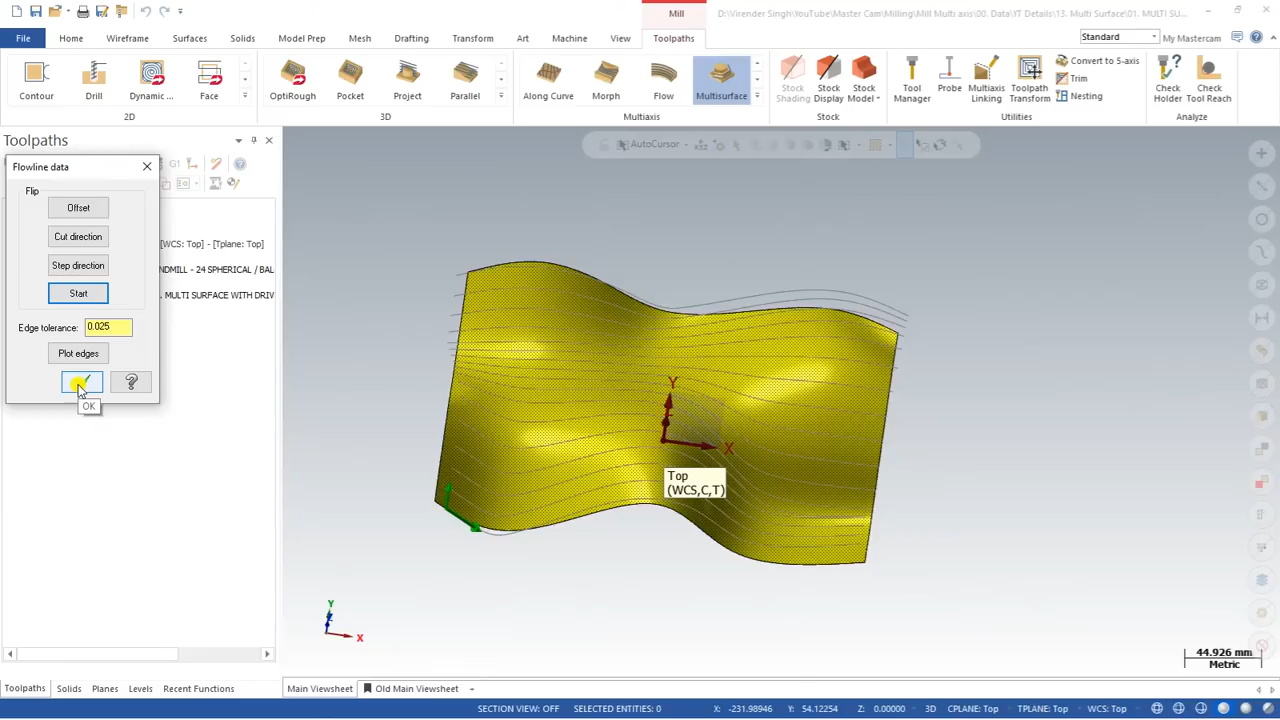 Mill
D:\Virender Singh\YouTube\Master Cam\Milling\Mill Multi axis\00. Data\YT Details\13. Multi Surface\01. MULTI SU...
File
Home
Wireframe
Surfaces
Solids
Model Prep
Mesh
Drafting
Transform
Art
Machine
View
Toolpaths
Standard
My Mastercam
Contour
Drill
Dynamic ...
Face
OptiRough
Pocket
Project
Parallel
Along Curve
Morph
Flow
Multisurface
Stock Shading
Stock Display
Stock Model
Tool Manager
Probe
Multiaxis Linking
Toolpath Transform
Convert to 5-axis
Trim
Nesting
Check Holder
Check Tool Reach
2D
3D
Multiaxis
Stock
Utilities
Analyze
Toolpaths
AutoCursor
G1
Flowline data
Flip
Offset
Cut direction
Step direction
Start
Edge tolerance: 0.025
Plot edges
OK
[WCS: Top] - [Tplane: Top]
NDMILL - 24 SPHERICAL / BAL
. MULTI SURFACE WITH DRIV
Y
X
Top
(WCS,C,T)
Y
Z
X
44.926 mm
Metric
Toolpaths
Solids
Planes
Levels
Recent Functions
Main Viewsheet
Old Main Viewsheet
+
SECTION VIEW: OFF
SELECTED ENTITIES: 0
X: -231.98946
Y: 54.12254
Z: 0.00000
3D
CPLANE: Top
TPLANE: Top
WCS: Top